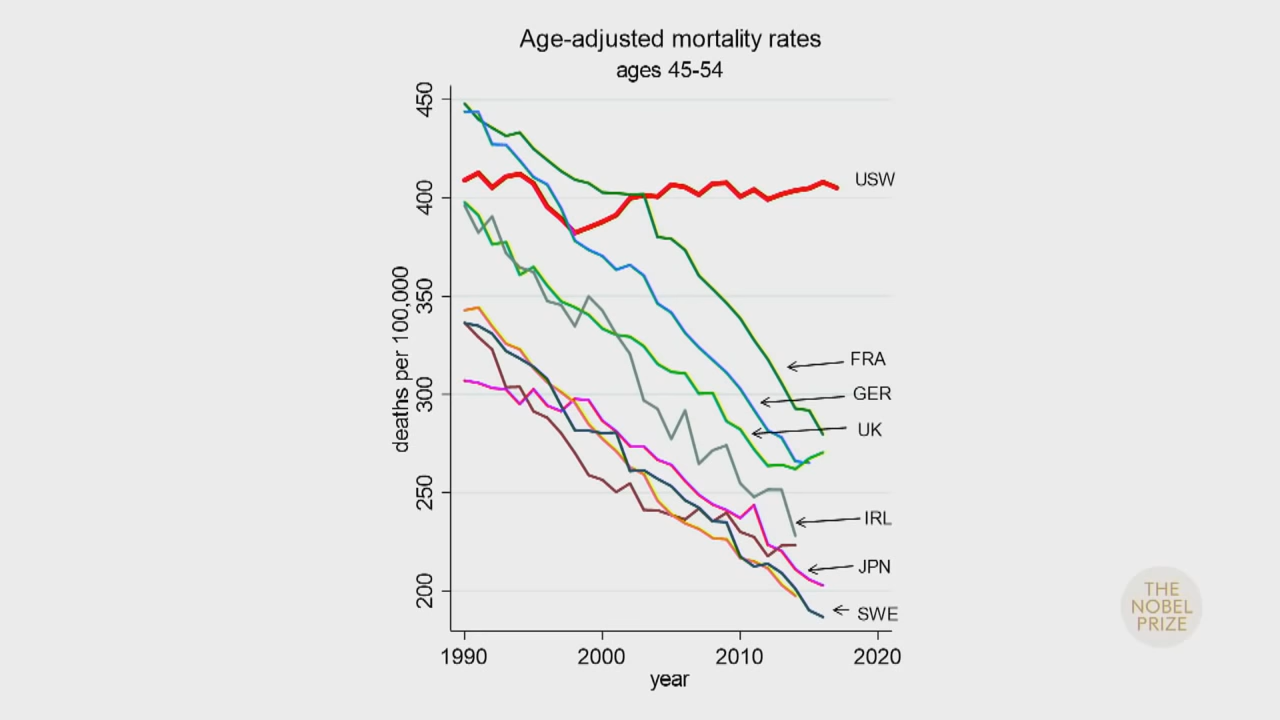 Age-adjusted mortality rates
ages 45-54
deaths per 100,000
450
400
350
300
250
200
USW
FRA
GER
UK
IRL
JPN
SWE
1990
2000
2010
2020
year
THE
NOBEL
PRIZE